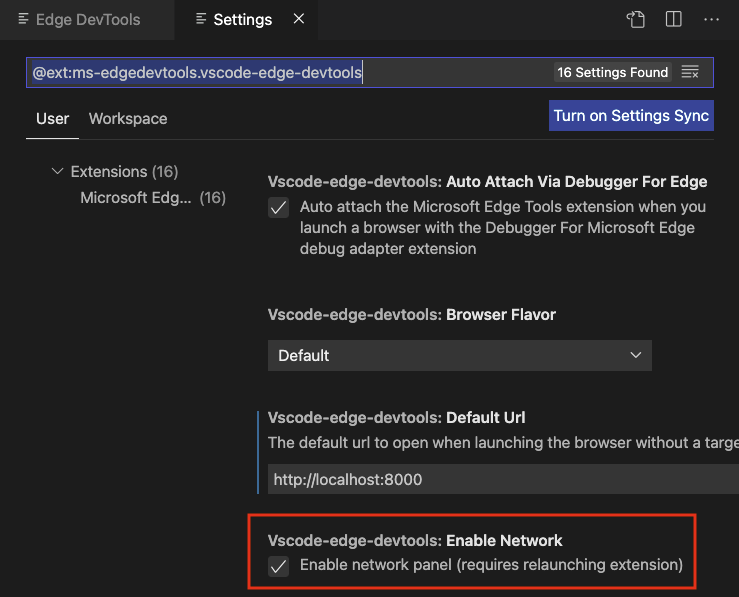 Edge DevTools
Settings
@ext:ms-edgedevtools.vscode-edge-devtools
16 Settings Found
User
Workspace
Turn on Settings Sync
Extensions (16)
Microsoft Edg... (16)
Vscode-edge-devtools: Auto Attach Via Debugger For Edge
Auto attach the Microsoft Edge Tools extension when you
launch a browser with the Debugger For Microsoft Edge
debug adapter extension
Vscode-edge-devtools: Browser Flavor
Default
Vscode-edge-devtools: Default Url
The default url to open when launching the browser without a targe
http://localhost:8000
Vscode-edge-devtools: Enable Network
Enable network panel (requires relaunching extension)